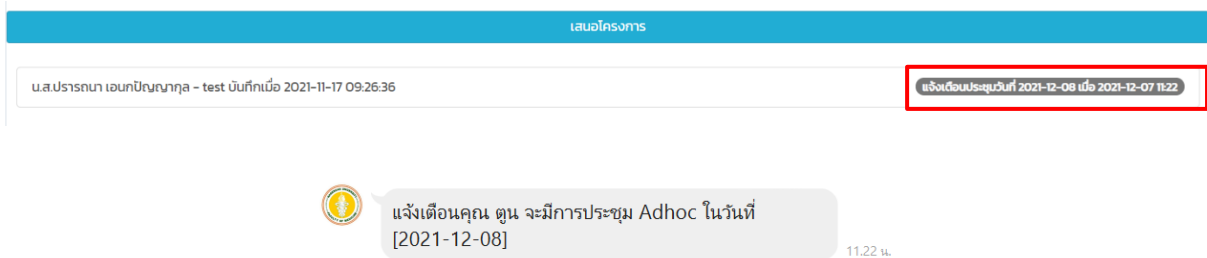 เสนอโครงการ
น.ส.ปรารถนา เอนกปัญญากุล - test บันทึกเมื่อ 2021-11-17 09:26:36
แจ้งเตือนประชุมวันที่ 2021-12-08 เมื่อ 2021-12-07 11:22
แจ้งเตือนคุณ ตูน จะมีการประชุม Adhoc ในวันที่
[2021-12-08]
11.22 น.